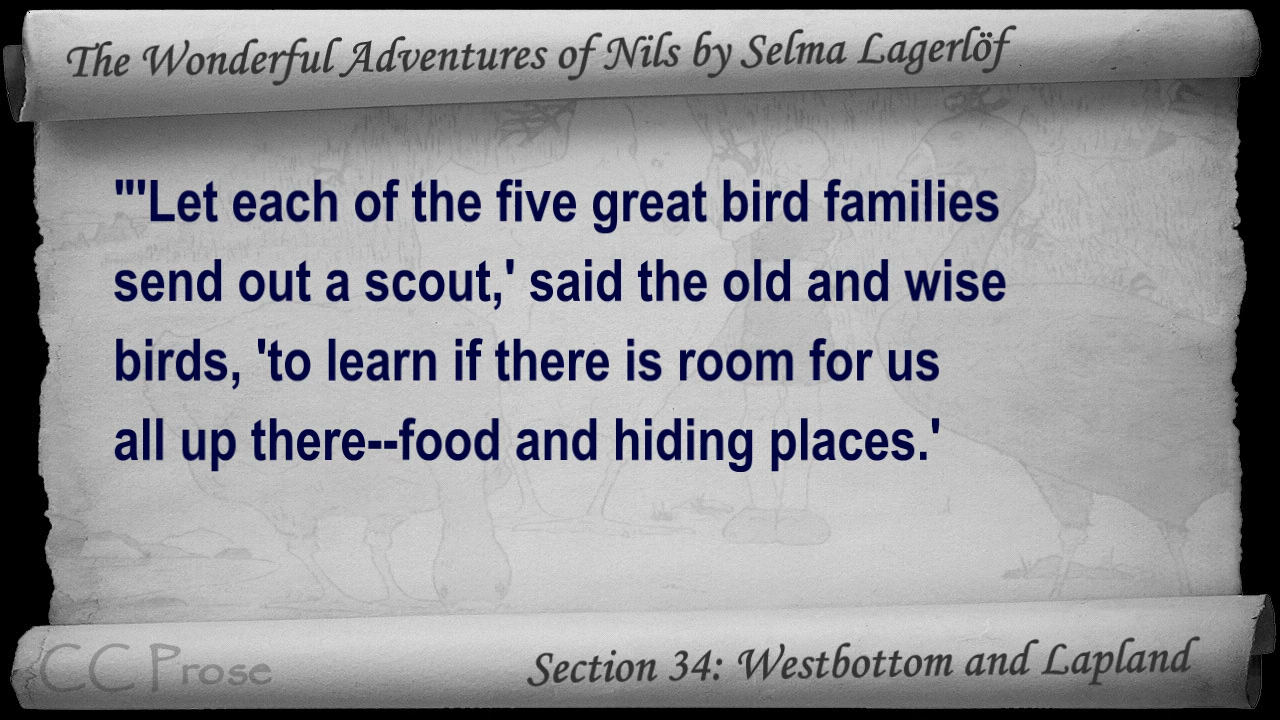 The Wonderful Adventures of Nils by Selma Lagerlöf
"'Let each of the five great bird families
send out a scout,' said the old and wise
birds, 'to learn if there is room for us
all up there--food and hiding places.'
CC Prose
Section 34: Westbottom and Lapland